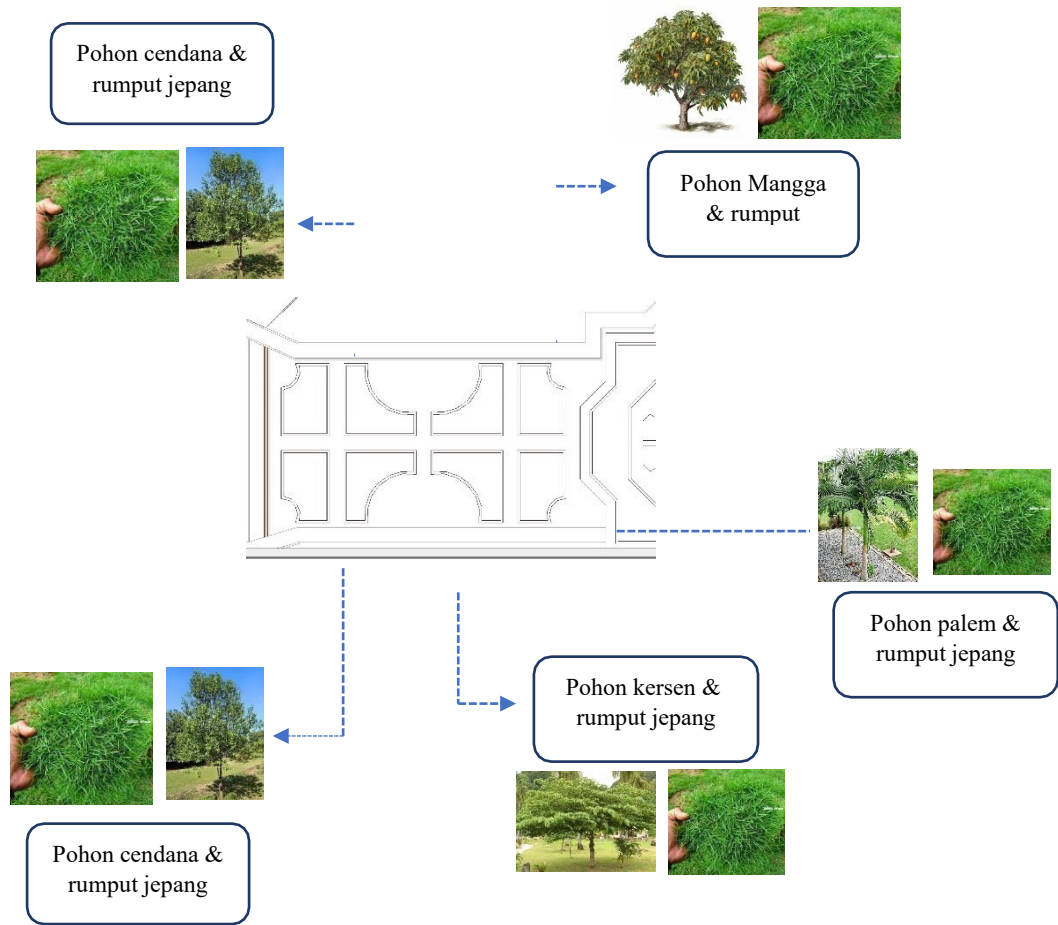 Pohon cendana &
rumput jepang
Pohon Mangga
& rumput
Pohon palem &
rumput jepang
Pohon kersen &
rumput jepang
Pohon cendana &
rumput jepang